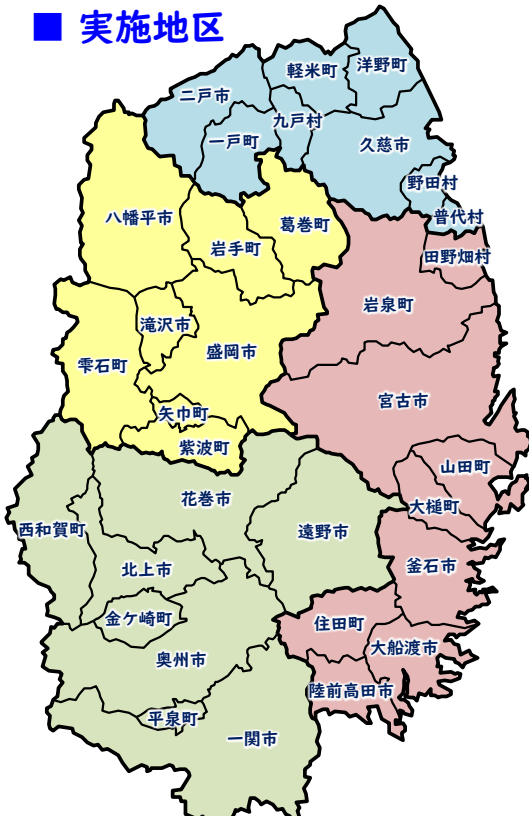 ■ 実施地区
洋野町
軽米町
二戸市
九戸村
一戸町
久慈市
野田村
普代村
八幡平市
葛巻町
岩手町
田野畑村
岩泉町
滝沢市
盛岡市
雫石町
宮古市
矢巾町
紫波町
山田町
大槌町
花巻市
西和賀町
遠野市
釜石市
北上市
金ケ崎町
住田町
大船渡市
奥州市
陸前高田市
平泉町
一関市